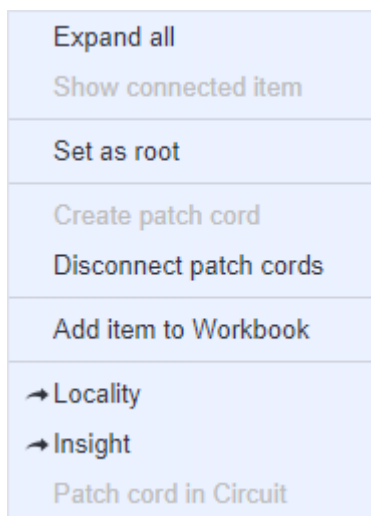 Expand all
Show connected item
Set as root
Create patch cord
Disconnect patch cords
Add item to Workbook
Locality
Insight
Patch cord in Circuit